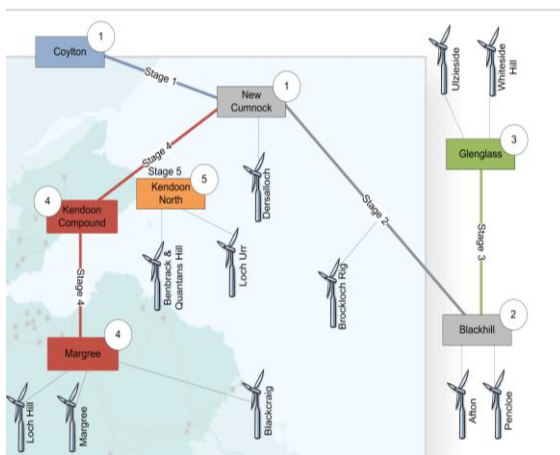 1
Coylton
Stage 1
1
New
Cumnock
Ulzieside
Whiteside
Hill
3
Glenglass
Stage 4
Stage 5
5
Kendoon
North
Dersalloch
4
Kendoon
Compound
Stage 2
Stage 3
Stage 4
Benbrack &
Quantans Hill
Loch Urr
Brockloch Rig
2
Blackhill
4
Margree
Loch Hill
Margree
Blackcraig
Afton
Pencloe